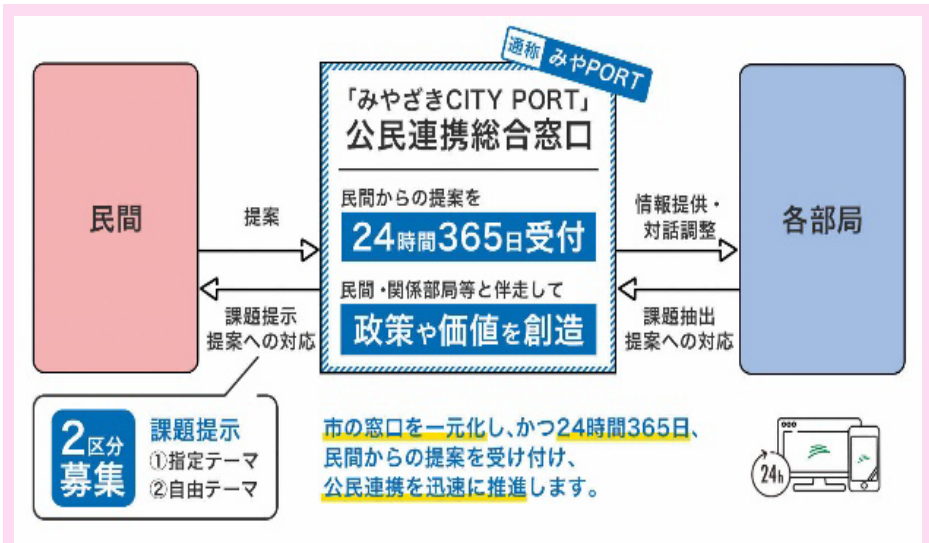 通称 みやPORT
「みやざきCITY PORT」
公民連携総合窓口
民間からの提案を
24時間365日受付
民間・関係部局等と伴走して
政策や価値を創造
民間
提案
課題提示
提案への対応
情報提供・
対話調整
課題抽出
提案への対応
各部局
2区分
募集
課題提示
①指定テーマ
②自由テーマ
市の窓口を一元化し、かつ24時間365日、
民間からの提案を受け付け、
公民連携を迅速に推進します。
24h